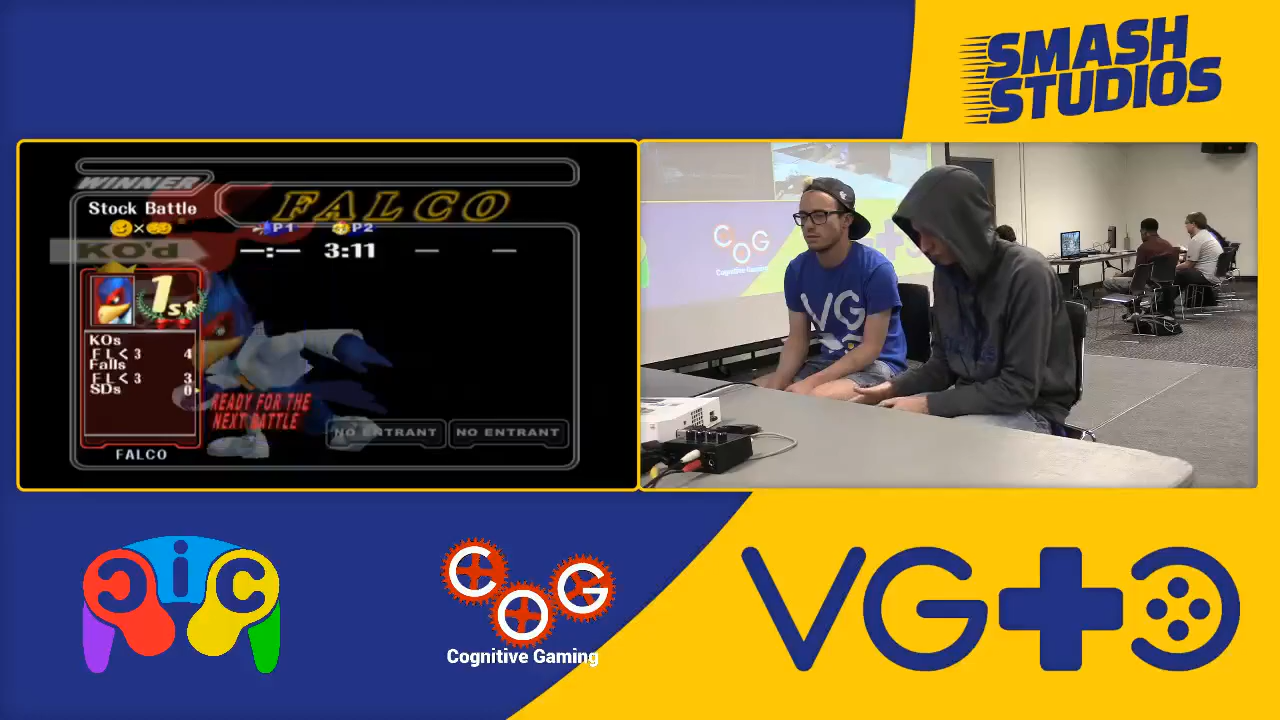 SMASH
STUDIOS
WINNER
FALCO
Stock Battle
P1
P2
KO'd
—:—
3:11
—
—
1st
KOs
FL<3 4
Falls
FL<3 3
SDs 0
READY FOR THE
NEXT BATTLE
NO ENTRANT
NO ENTRANT
FALCO
COG
Cognitive Gaming
VG
cic
COG
Cognitive Gaming
VG